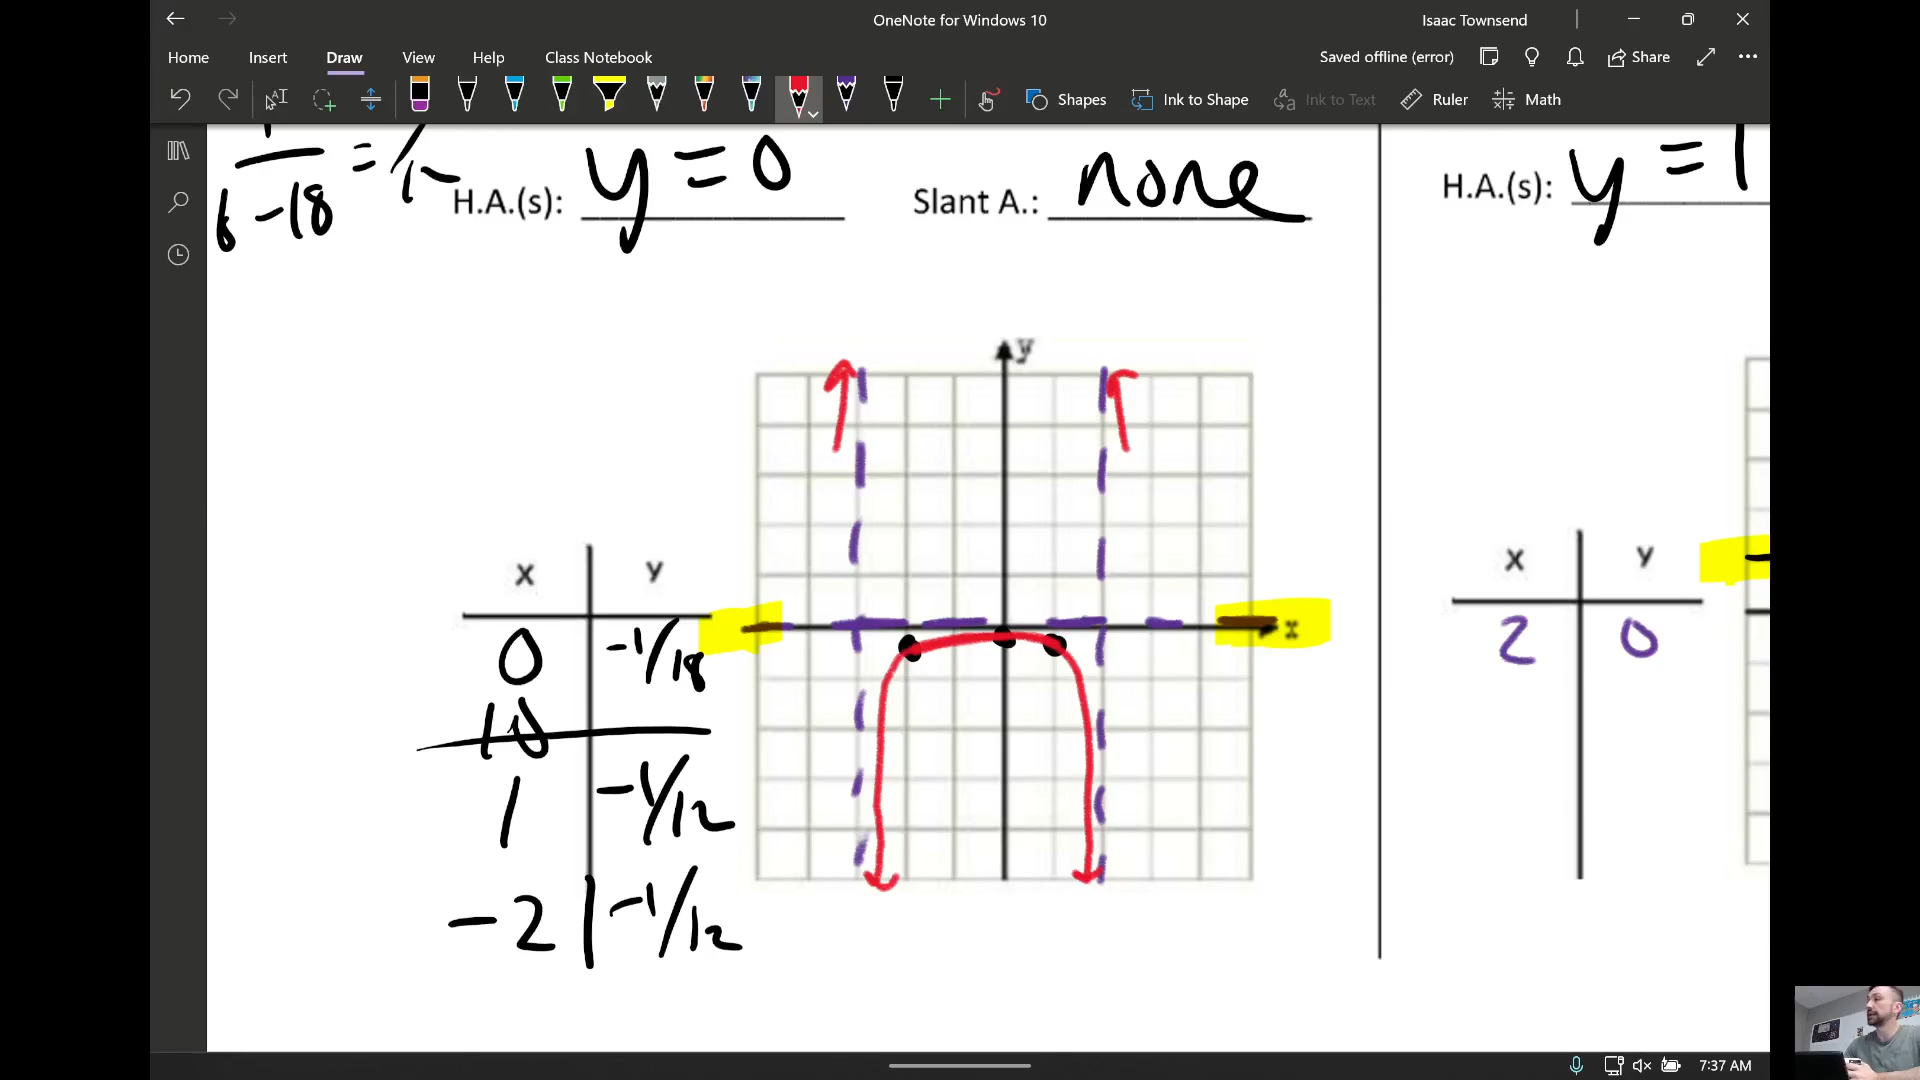 OneNote for Windows 10
Isaac Townsend
Home Insert Draw View Help Class Notebook
Saved offline (error)
Share
Shapes
Ink to Shape
Ink to Text
Ruler
Math
-18
H.A.(s): y = 0
Slant A.: none
H.A.(s): y = 1
y
x
x y
0 -1/18
1 -1/12
-2 -1/12
x y
2 0
7:37 AM